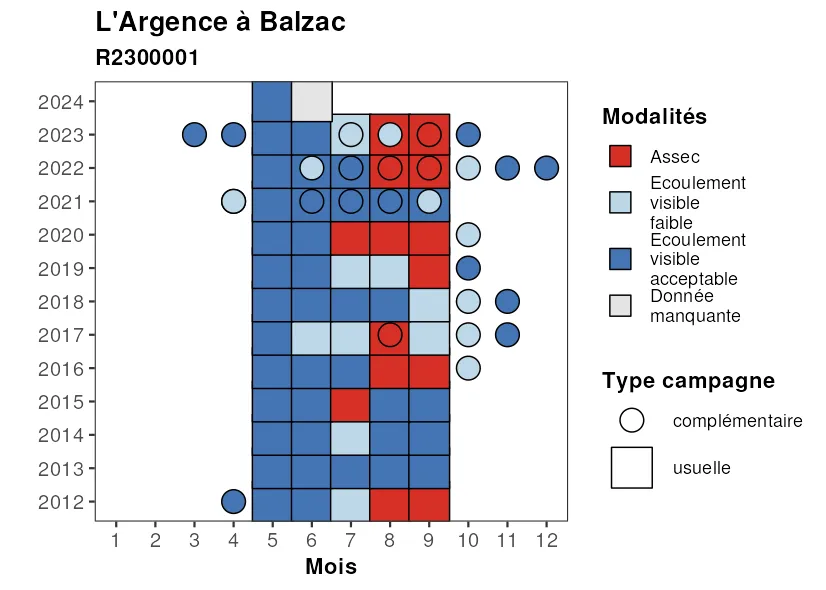 L'Argence à Balzac
R2300001
2024
2023
2022
2021
2020
2019
2018
2017
2016
2015
2014
2013
2012
1 2 3 4 5 6 7 8 9 10 11 12
Mois
Modalités
Assec
Ecoulement
visible
faible
Ecoulement
visible
acceptable
Donnée
manquante
Type campagne
complémentaire
usuelle